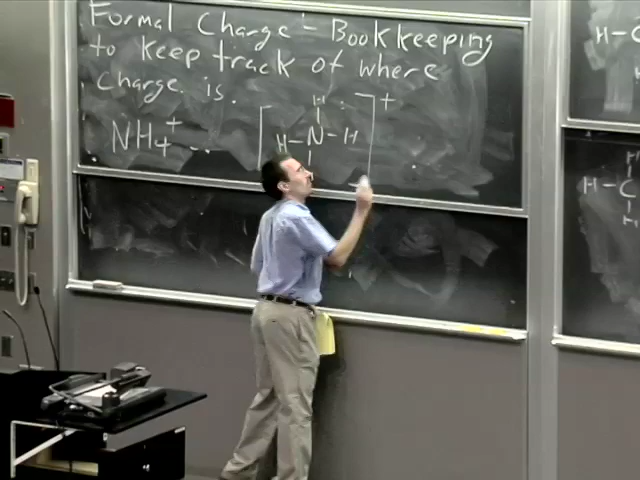 Formal Charge - Bookkeeping
to keep track of where
charge is.
NH4+
H
H-N-H
+
H-C
H
H-C
H